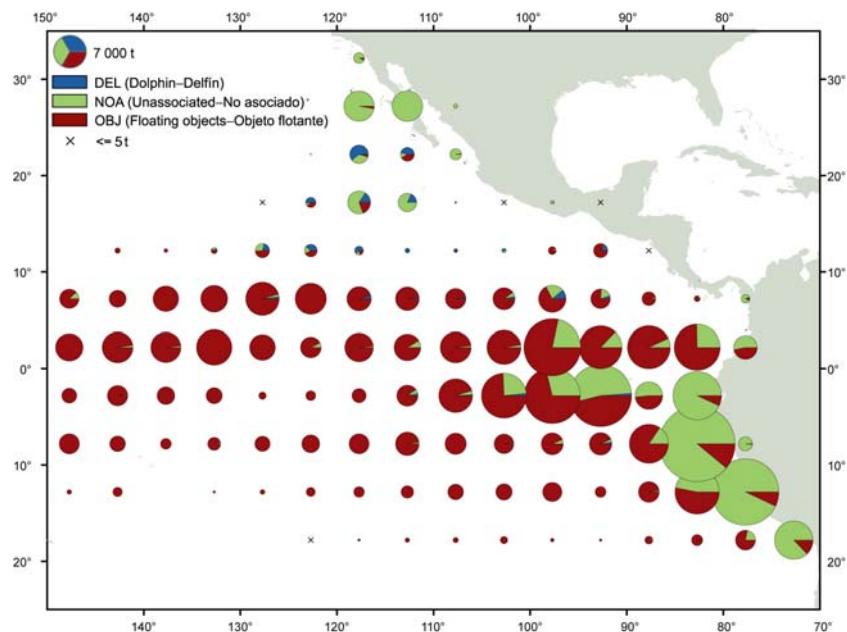 150° 140° 130° 120° 110° 100° 90° 80° 70°
7 000 t
DEL (Dolphin–Delfín)
NOA (Unassociated–No asociado)
OBJ (Floating objects–Objeto flotante)
<= 5 t
30° 30°
20° 20°
10° 10°
0° 0°
10° 10°
20° 20°
140° 130° 120° 110° 100° 90° 80° 70°